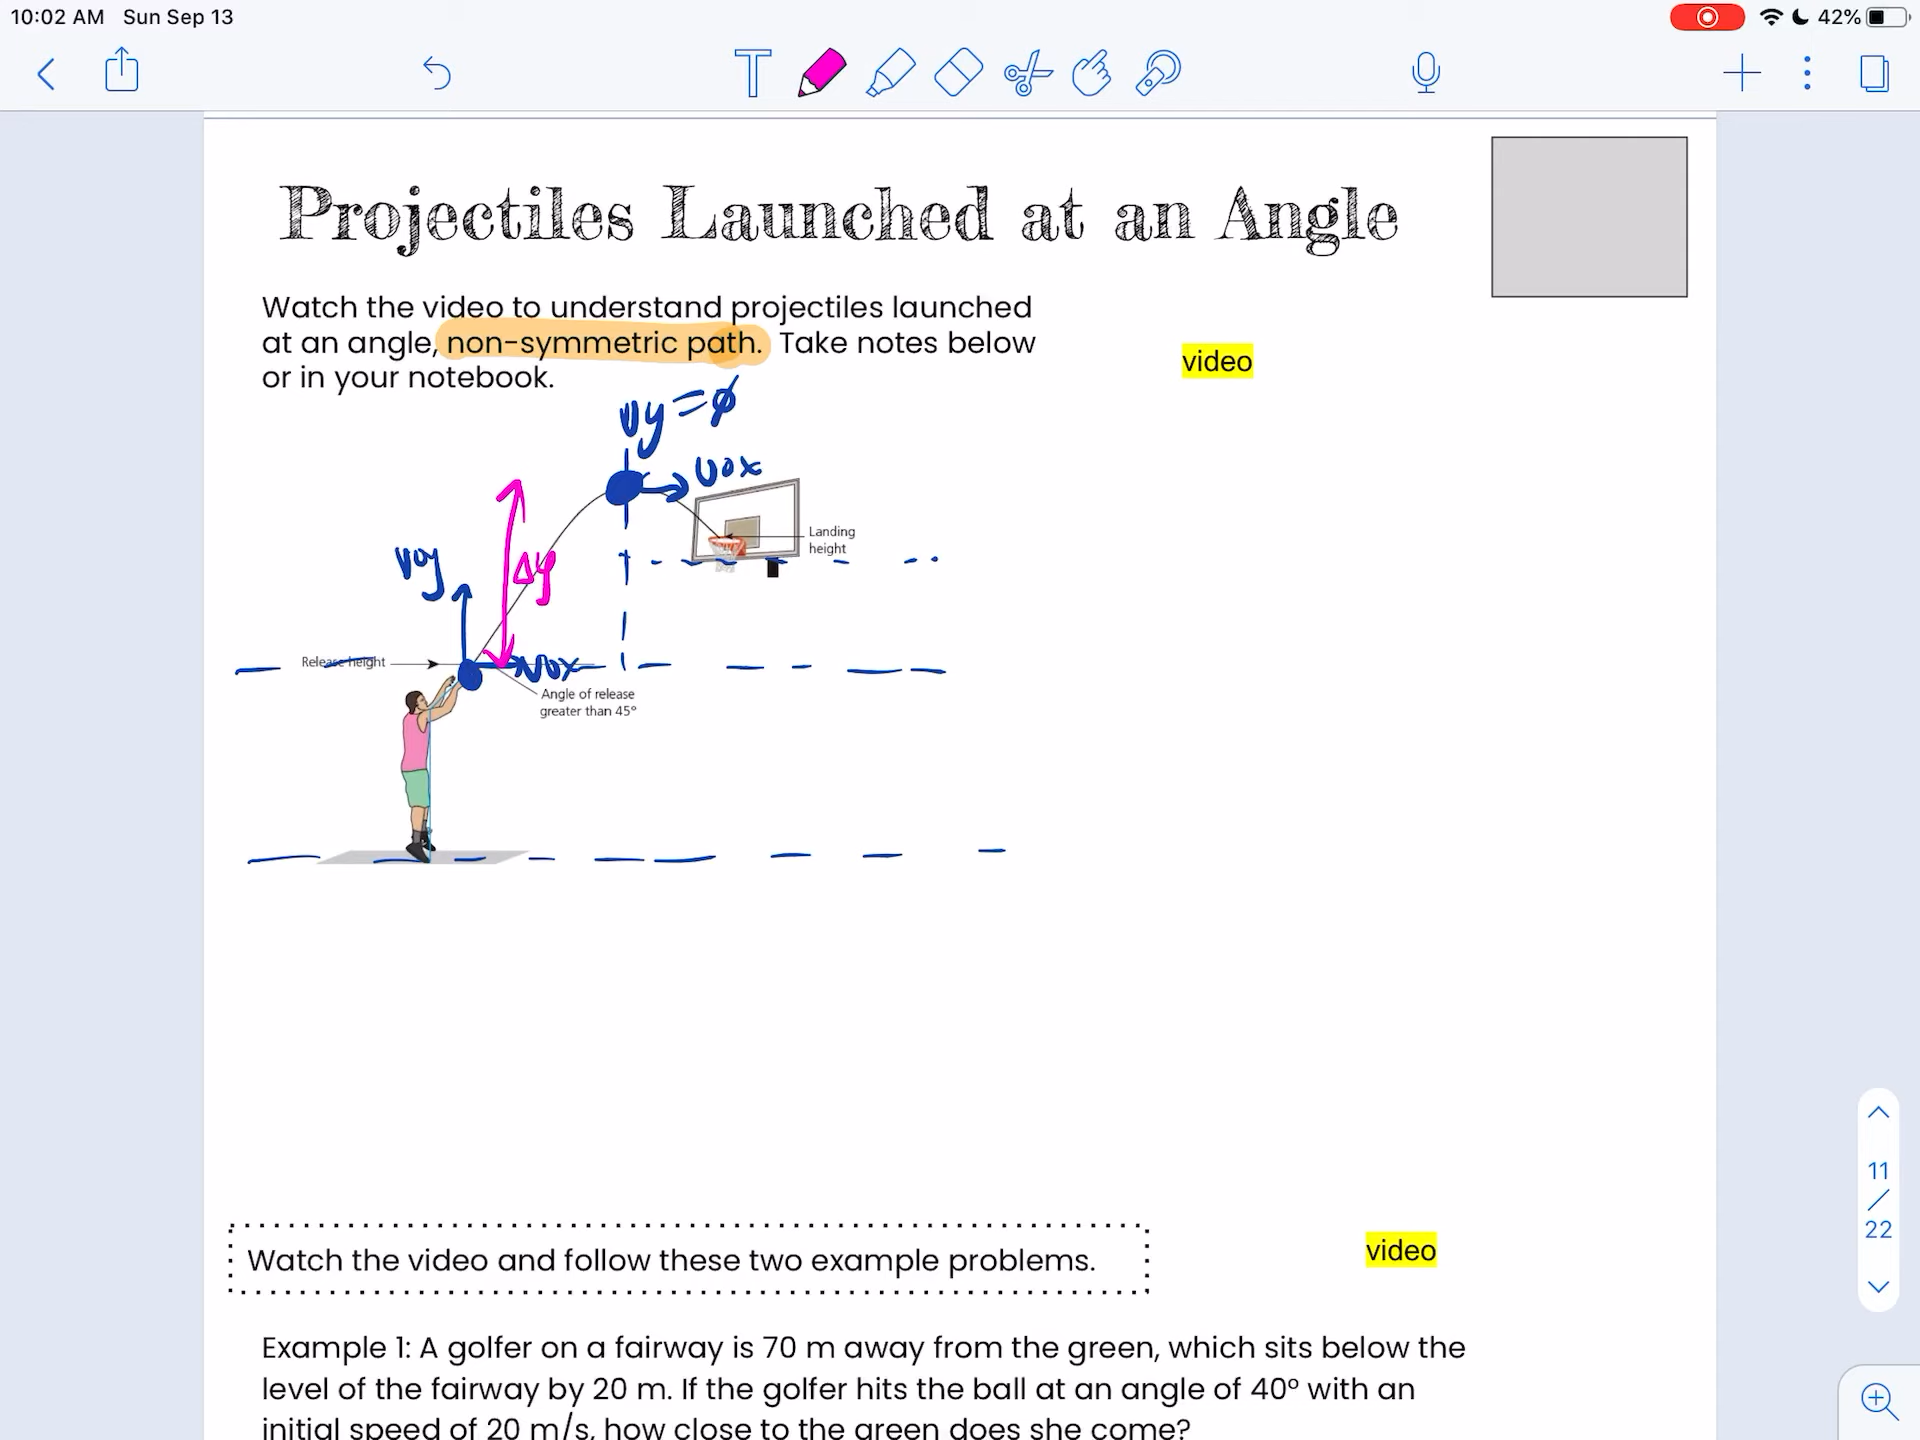 10:02 AM Sun Sep 13
42%
Projectiles Launched at an Angle
Watch the video to understand projectiles launched
at an angle, non-symmetric path. Take notes below
or in your notebook.
video
vy=ϕ
vox
Landing
height
voy
Δy
Release height
vox
Angle of release
greater than 45°
11
/
22
Watch the video and follow these two example problems.
video
Example 1: A golfer on a fairway is 70 m away from the green, which sits below the
level of the fairway by 20 m. If the golfer hits the ball at an angle of 40° with an
initial speed of 20 m/s, how close to the green does she come?